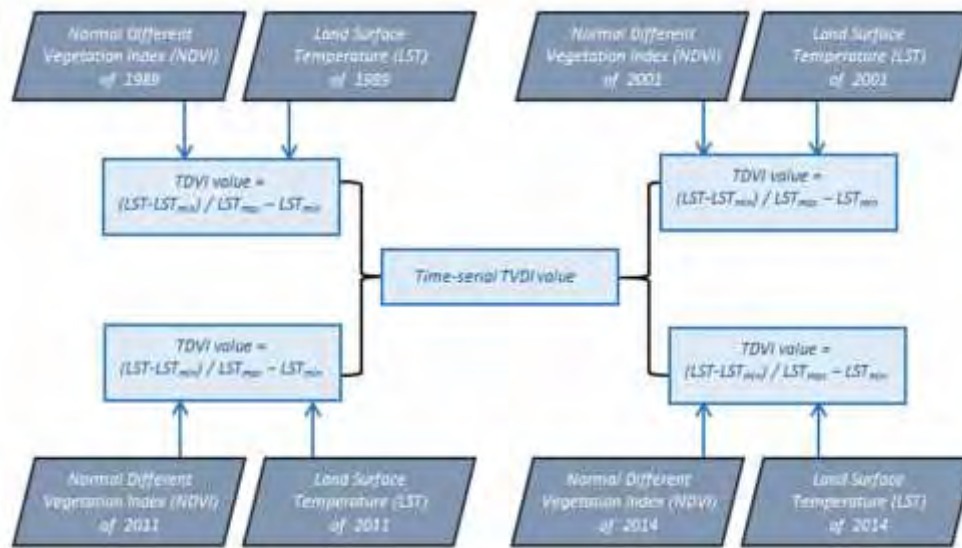 Normal Different
Vegetation Index (NDVI)
of 1989
Land Surface
Temperature (LST)
of 1989
Normal Different
Vegetation Index (NDVI)
of 2001
Land Surface
Temperature (LST)
of 2001
TDVI value =
(LST-LSTmin) / LSTmax – LSTmin
TDVI value =
(LST-LSTmin) / LSTmax – LSTmin
Time-serial TVDI value
TDVI value =
(LST-LSTmin) / LSTmax – LSTmin
TDVI value =
(LST-LSTmin) / LSTmax – LSTmin
Normal Different
Vegetation Index (NDVI)
of 2011
Land Surface
Temperature (LST)
of 2011
Normal Different
Vegetation Index (NDVI)
of 2014
Land Surface
Temperature (LST)
of 2014